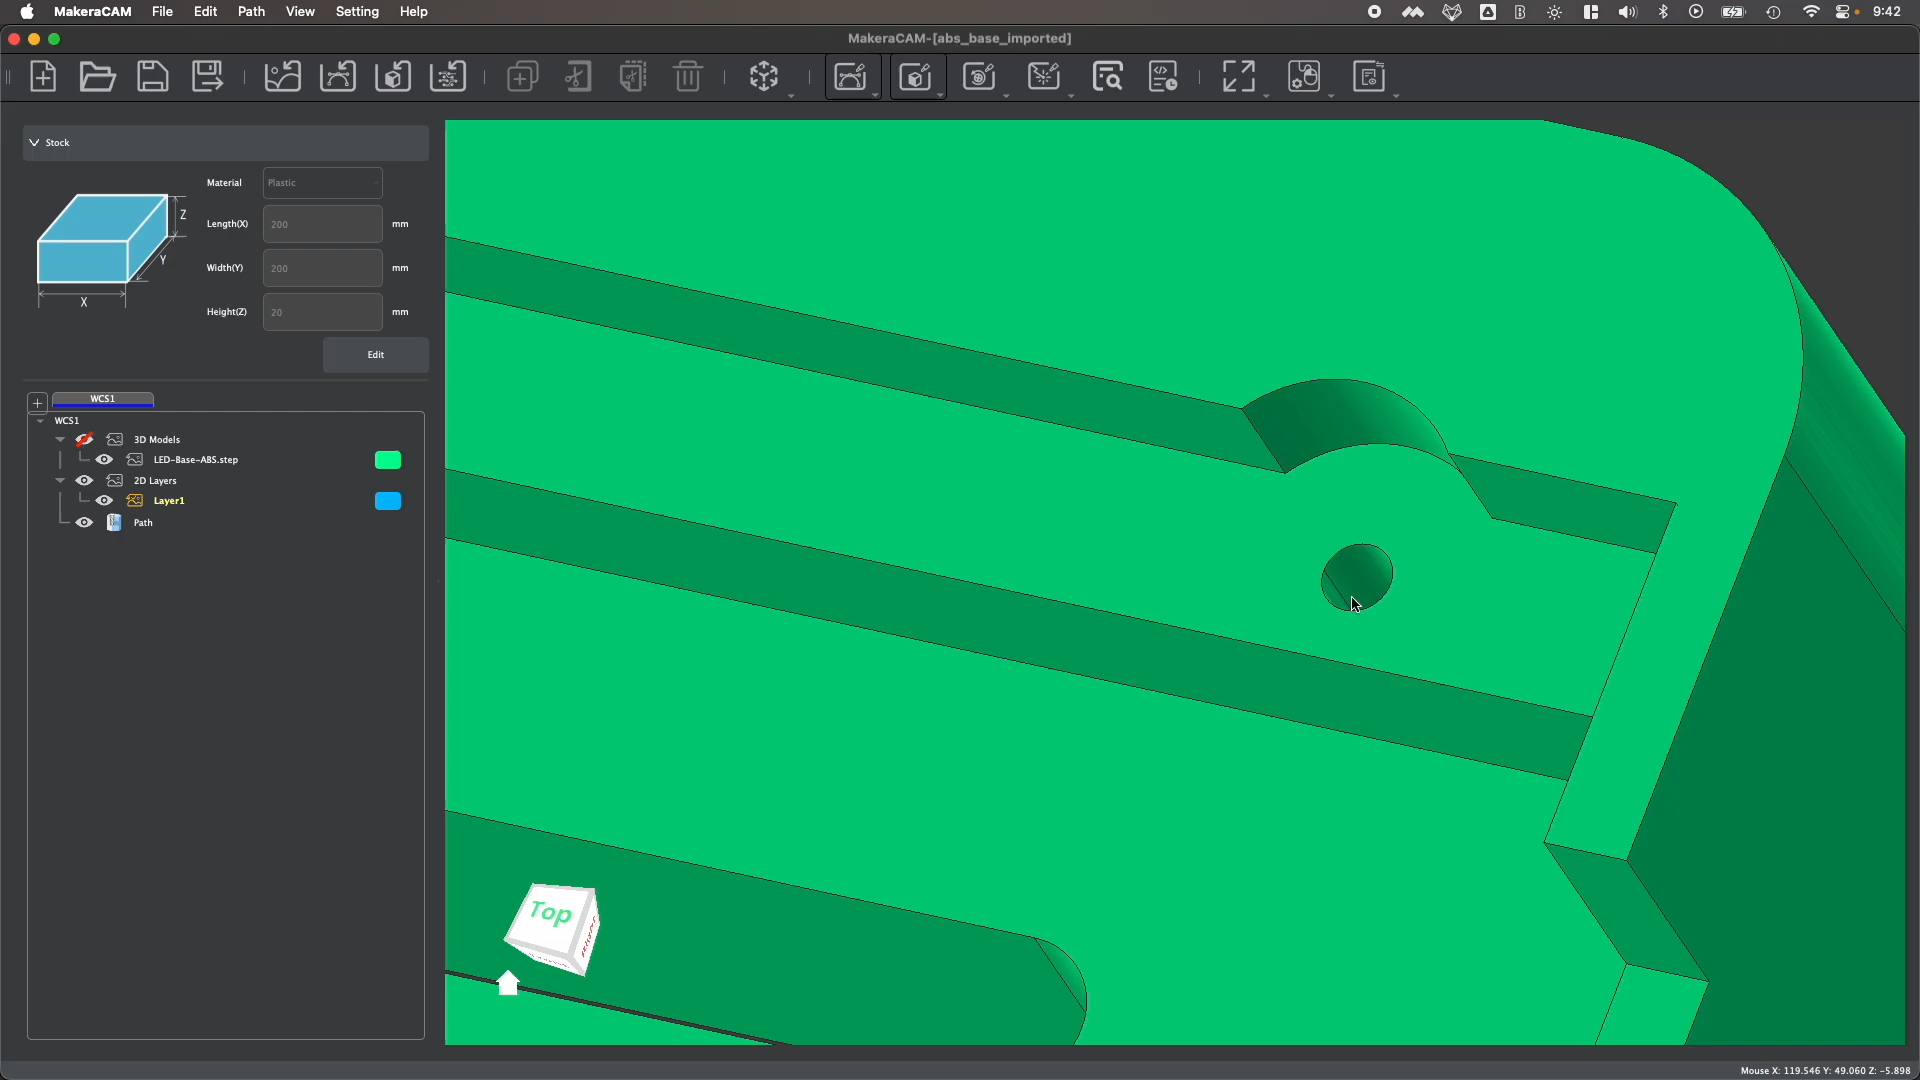 MakeraCAM File Edit Path View Setting Help 9:42
MakeraCAM-[abs_base_imported]
Stock
Material Plastic
Z
Length(X) 200 mm
Y
Width(Y) 200 mm
X
Height(Z) 20 mm
Edit
+ WCS1
WCS1
3D Models
LED-Base-ABS.step
2D Layers
Layer1
Path
Top
Mouse X: 119.546 Y: 49.060 Z: -5.898